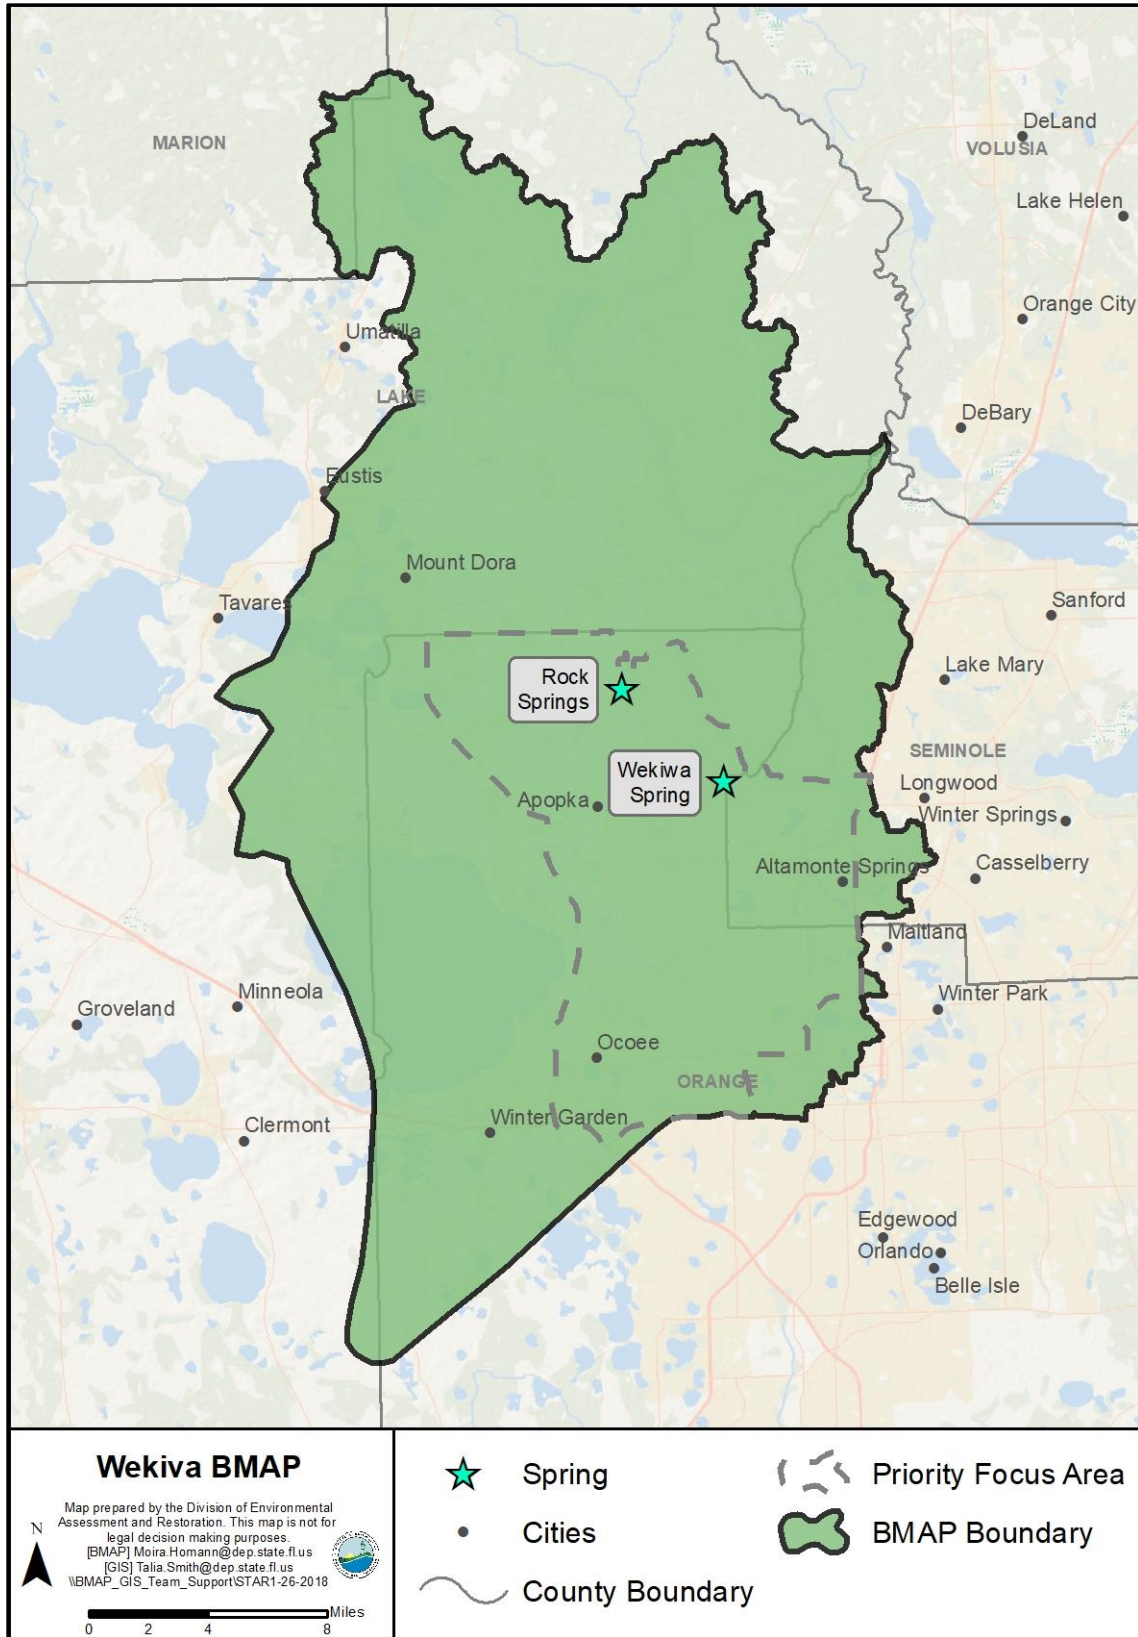 MARION
DeLand
VOLUSIA
Lake Helen
Orange City
Umatilla
LAKE
DeBary
Eustis
Mount Dora
Tavares
Sanford
Rock
Springs
Lake Mary
SEMINOLE
Wekiwa
Spring
Longwood
Apopka
Winter Springs
Altamonte Springs
Casselberry
Maitland
Minneola
Winter Park
Groveland
Ocoee
ORANGE
Winter Garden
Clermont
Edgewood
Orlando
Belle Isle
Wekiva BMAP
Map prepared by the Division of Environmental
Assessment and Restoration. This map is not for
legal decision making purposes.
[BMAP] Moira.Homann@dep.state.fl.us
[GIS] Talia.Smith@dep.state.fl.us
\\BMAP_GIS_Team_Support\STAR1-26-2018
N
Miles
0 2 4 8
Spring
Cities
County Boundary
Priority Focus Area
BMAP Boundary